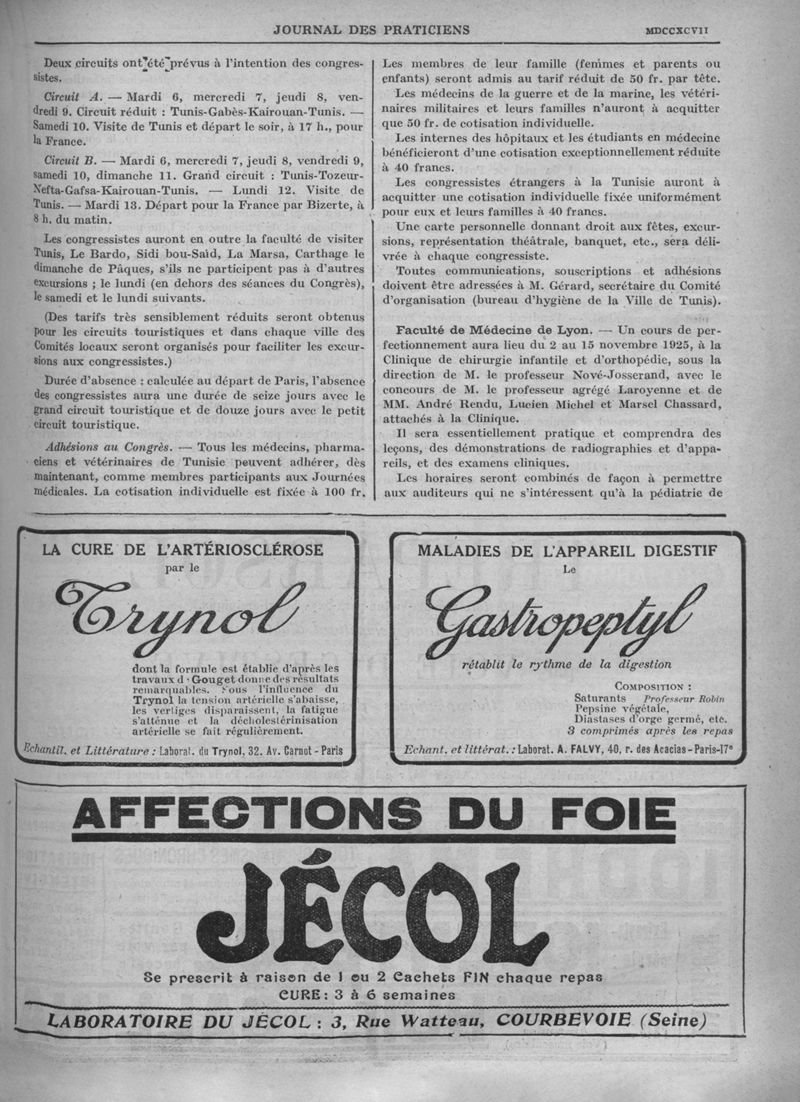 JOURNAL DES PRATICIENS
MDCCXCVII
Deux circuits ont été prévus à l'intention des congres-
sistes.
Circuit A. — Mardi 6, mercredi 7, jeudi 8, ven-
dredi 9. Circuit réduit : Tunis-Gabès-Kairouan-Tunis. —
Samedi 10. Visite de Tunis et départ le soir, à 17 h., pour
la France.
Circuit B. — Mardi 6, mercredi 7, jeudi 8, vendredi 9,
samedi 10, dimanche 11. Grand circuit : Tunis-Tozeur-
Nefta-Gafsa-Kairouan-Tunis. — Lundi 12. Visite de
Tunis. — Mardi 13. Départ pour la France par Bizerte, à
8 h. du matin.
Les congressistes auront en outre la faculté de visiter
Tunis, Le Bardo, Sidi bou-Saïd, La Marsa, Carthage le
dimanche de Pâques, s'ils ne participent pas à d'autres
excursions ; le lundi (en dehors des séances du Congrès),
le samedi et le lundi suivants.
(Des tarifs très sensiblement réduits seront obtenus
pour les circuits touristiques et dans chaque ville des
Comités locaux seront organisés pour faciliter les excur-
sions aux congressistes.)
Durée d'absence : calculée au départ de Paris, l'absence
des congressistes aura une durée de seize jours avec le
grand circuit touristique et de douze jours avec le petit
circuit touristique.
Adhésions au Congrès. — Tous les médecins, pharma-
ciens et vétérinaires de Tunisie peuvent adhérer, dès
maintenant, comme membres participants aux Journées
médicales. La cotisation individuelle est fixée à 100 fr.
Les membres de leur famille (femmes et parents ou
enfants) seront admis au tarif réduit de 50 fr. par tête.
Les médecins de la guerre et de la marine, les vétéri-
naires militaires et leurs familles n'auront à acquitter
que 50 fr. de cotisation individuelle.
Les internes des hôpitaux et les étudiants en médecine
bénéficieront d'une cotisation exceptionnellement réduite
à 40 francs.
Les congressistes étrangers à la Tunisie auront à
acquitter une cotisation individuelle fixée uniformément
pour eux et leurs familles à 40 francs.
Une carte personnelle donnant droit aux fêtes, excur-
sions, représentation théâtrale, banquet, etc., sera déli-
vrée à chaque congressiste.
Toutes communications, souscriptions et adhésions
doivent être adressées à M. Gérard, secrétaire du Comité
d'organisation (bureau d'hygiène de la Ville de Tunis).
Faculté de Médecine de Lyon. — Un cours de per-
fectionnement aura lieu du 2 au 15 novembre 1925, à la
Clinique de chirurgie infantile et d'orthopédie, sous la
direction de M. le professeur Nové-Josserand, avec le
concours de M. le professeur agrégé Laroyenne et de
MM. André Rendu, Lucien Michel et Marsel Chassard,
attachés à la Clinique.
Il sera essentiellement pratique et comprendra des
leçons, des démonstrations de radiographies et d'appa-
reils, et des examens cliniques.
Les horaires seront combinés de façon à permettre
aux auditeurs qui ne s'intéressent qu'à la pédiatrie de
LA CURE DE L'ARTÉRIOSCLÉROSE
par le
Trynol
dont la formule est établie d'après les
travaux d Gouget donne des résultats
remarquables. Sous l'influence du
Trynol la tension artérielle s'abaisse,
les vertiges disparaissent, la fatigue
s'atténue et la décholestérinisation
artérielle se fait régulièrement.
Echantil. et Littérature : Laborat. du Trynol, 32. Av. Carnot - Paris
MALADIES DE L'APPAREIL DIGESTIF
Le
Gastropeptyl
rétablit le rythme de la digestion
COMPOSITION :
Saturants Professeur Robin
Pepsine végétale,
Diastases d'orge germé, etc.
3 comprimés après les repas
Echant. et littérat. : Laborat. A. FALVY, 40, r. des Acacias - Paris-17e
AFFECTIONS DU FOIE
JÉCOL
Se prescrit à raison de 1 ou 2 Cachets FIN chaque repas
CURE : 3 à 6 semaines
LABORATOIRE DU JÉCOL : 3, Rue Watteau, COURBEVOIE (Seine)